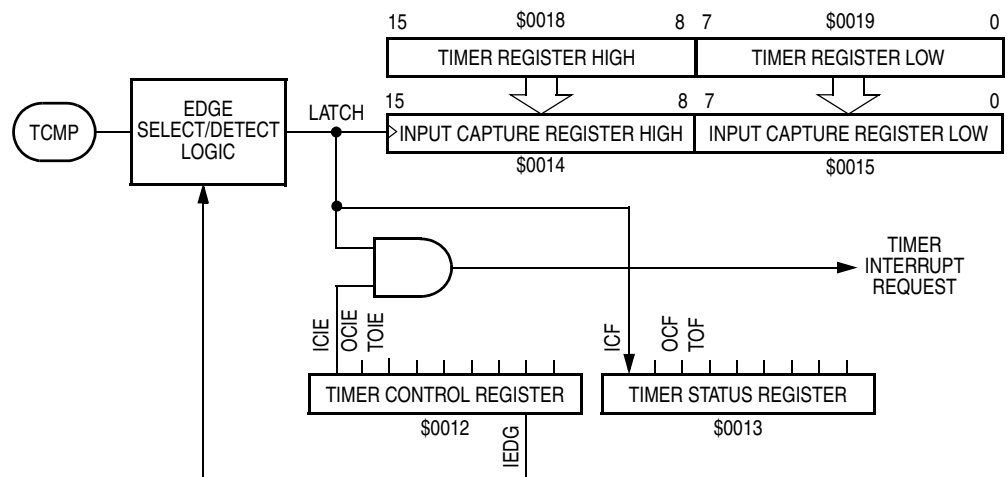 15 $0018 8 7 $0019 0
TIMER REGISTER HIGH TIMER REGISTER LOW
15 8 7 0
TCMP
EDGE
SELECT/DETECT
LOGIC
LATCH
INPUT CAPTURE REGISTER HIGH INPUT CAPTURE REGISTER LOW
$0014 $0015
TIMER
INTERRUPT
REQUEST
ICIE
OCIE
TOIE
ICF
OCF
TOF
TIMER CONTROL REGISTER TIMER STATUS REGISTER
$0012 $0013
IEDG